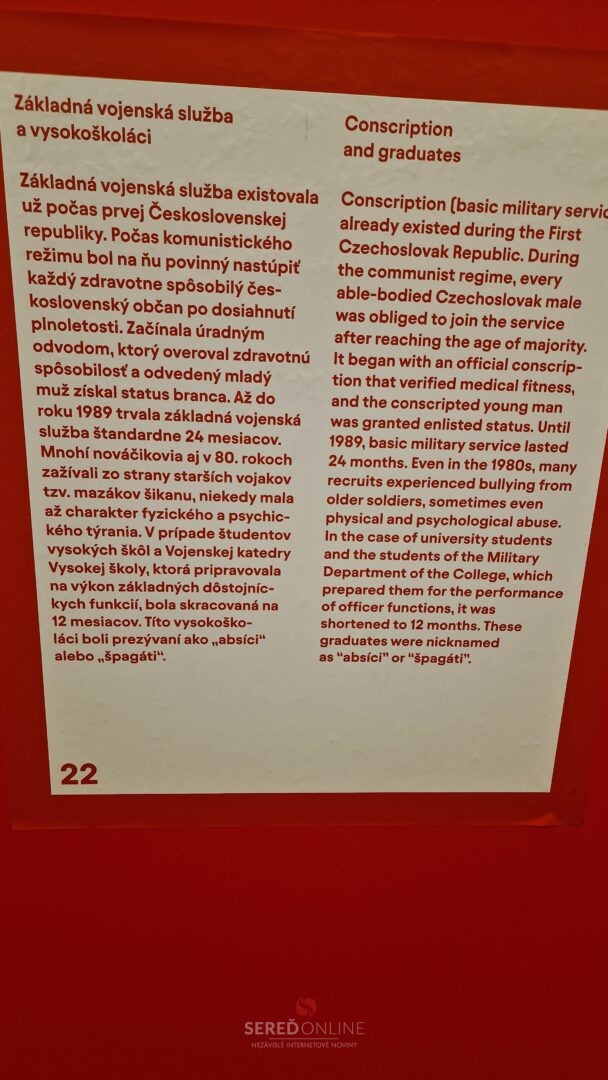 Základná vojenská služba
a vysokoškoláci
Základná vojenská služba existovala
už počas prvej Československej
republiky. Počas komunistického
režimu bol na ňu povinný nastúpiť
každý zdravotne spôsobilý čes-
koslovenský občan po dosiahnutí
plnoletosti. Začínala úradným
odvodom, ktorý overoval zdravotnú
spôsobilosť a odvedený mladý
muž získal status branca. Až do
roku 1989 trvala základná vojenská
služba štandardne 24 mesiacov.
Mnohí nováčikovia aj v 80. rokoch
zažívali zo strany starších vojakov
tzv. mazákov šikanu, niekedy mala
až charakter fyzického a psychic-
kého týrania. V prípade študentov
vysokých škôl a Vojenskej katedry
Vysokej školy, ktorá pripravovala
na výkon základných dôstojníc-
kych funkcií, bola skracovaná na
12 mesiacov. Títo vysokoško-
láci boli prezývaní ako „absíci“
alebo „špagáti“.
Conscription
and graduates
Conscription (basic military servic
already existed during the First
Czechoslovak Republic. During
the communist regime, every
able-bodied Czechoslovak male
was obliged to join the service
after reaching the age of majority.
It began with an official conscrip-
tion that verified medical fitness,
and the conscripted young man
was granted enlisted status. Until
1989, basic military service lasted
24 months. Even in the 1980s, many
recruits experienced bullying from
older soldiers, sometimes even
physical and psychological abuse.
In the case of university students
and the students of the Military
Department of the College, which
prepared them for the performance
of officer functions, it was
shortened to 12 months. These
graduates were nicknamed
as “absíci” or “špagáti”.
22
SEREĎONLINE
NEZÁVISLÉ INTERNETOVÉ NOVINY